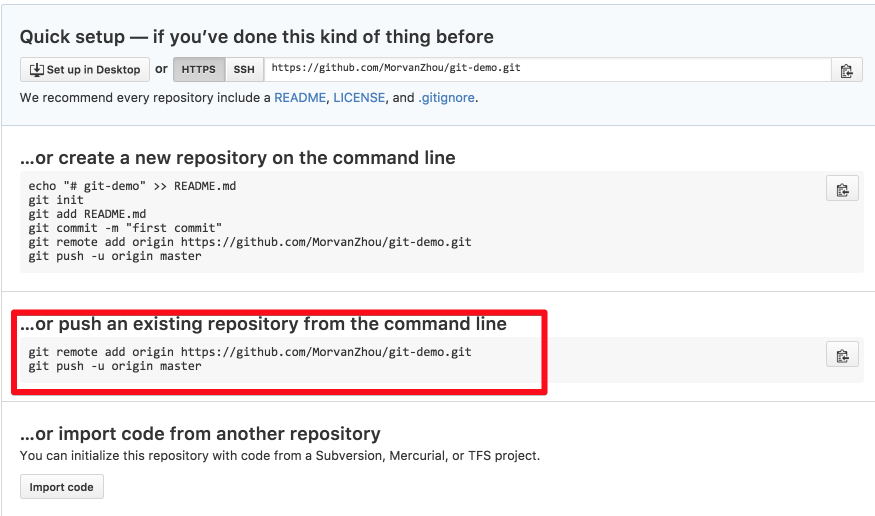 Quick setup — if you’ve done this kind of thing before
Set up in Desktop or HTTPS SSH https://github.com/MorvanZhou/git-demo.git
We recommend every repository include a README, LICENSE, and .gitignore.
...or create a new repository on the command line
echo "# git-demo" >> README.md
git init
git add README.md
git commit -m "first commit"
git remote add origin https://github.com/MorvanZhou/git-demo.git
git push -u origin master
...or push an existing repository from the command line
git remote add origin https://github.com/MorvanZhou/git-demo.git
git push -u origin master
...or import code from another repository
You can initialize this repository with code from a Subversion, Mercurial, or TFS project.
Import code